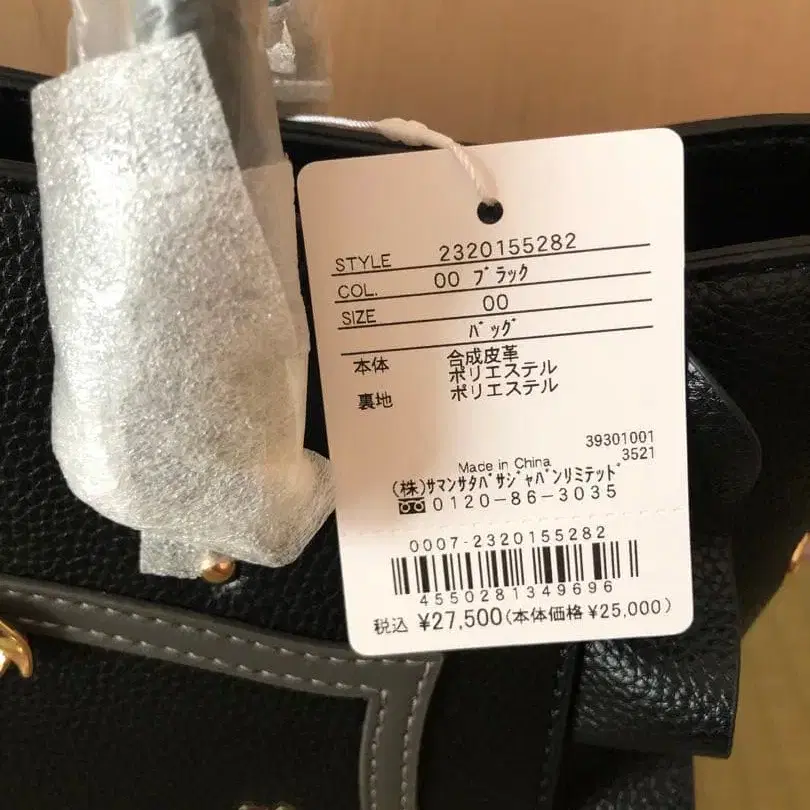 STYLE 2320155282
COL. 00 ﾌﾞﾗｯｸ
SIZE 00
ﾊﾞｯｸﾞ
本体 合成皮革
ポリエステル
裏地 ポリエステル
39301001
3521
Made in China
(株)ｻﾏﾝｻﾀﾊﾞｻｼﾞｬﾊﾟﾝﾘﾐﾃｯﾄﾞ
0120-86-3035
0007-2320155282
4550281349696
税込 ¥27,500(本体価格¥25,000)